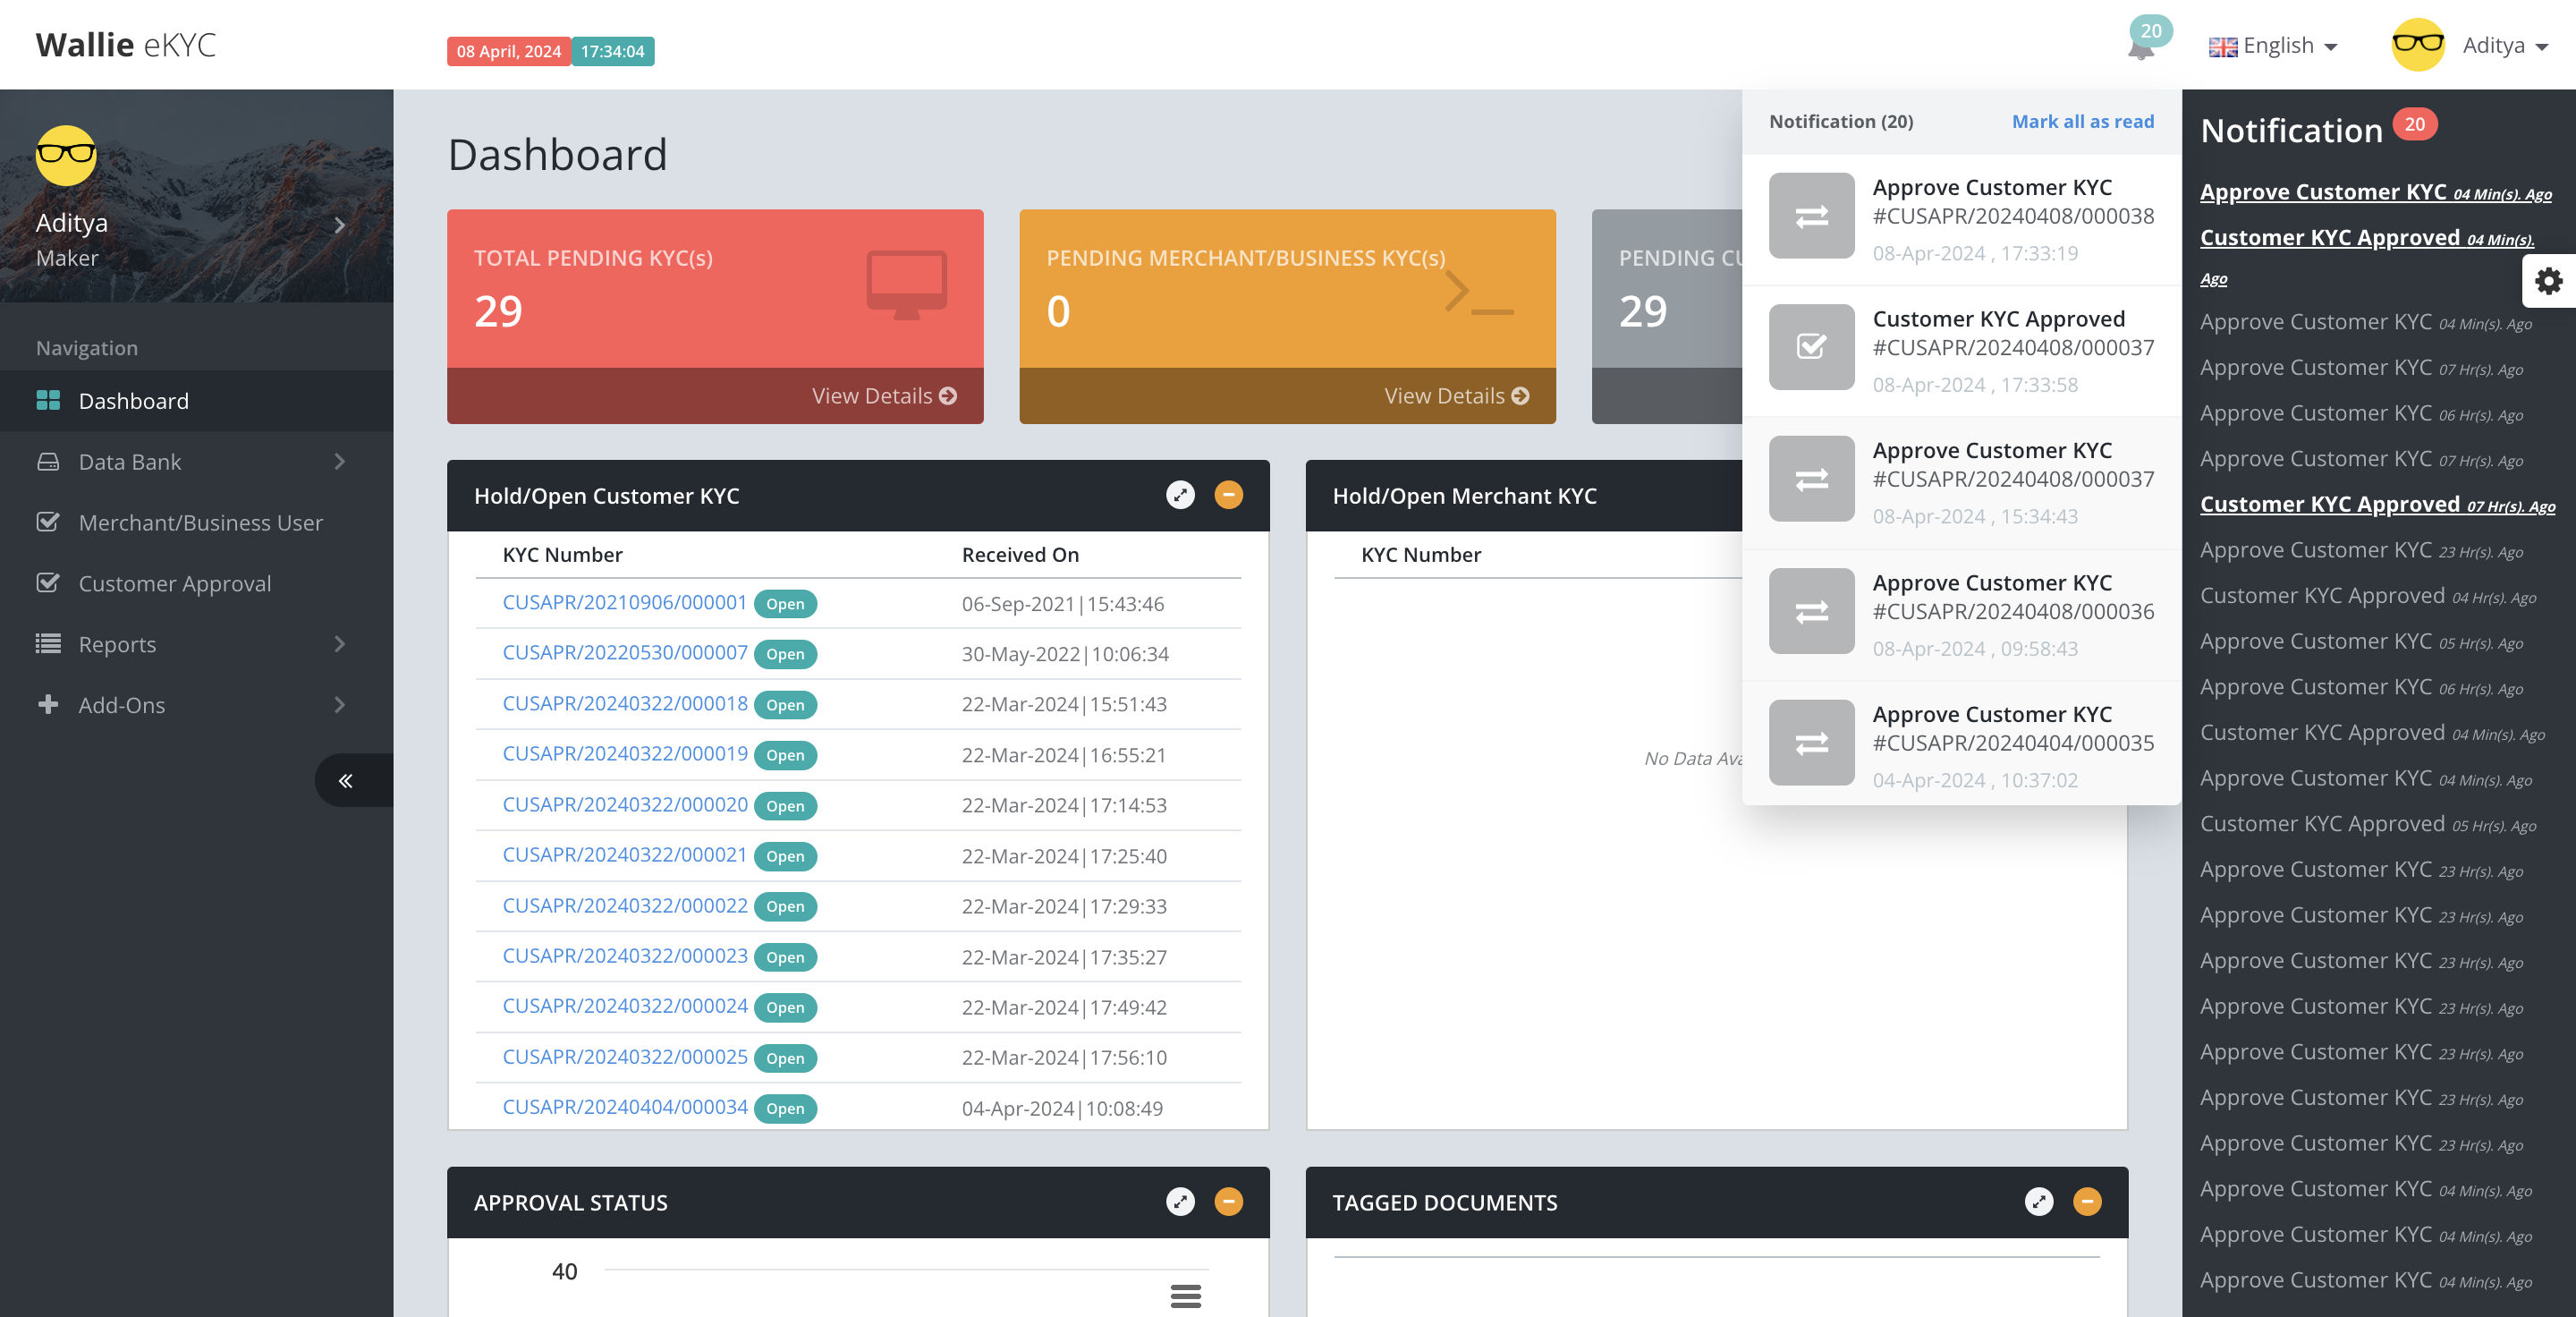 Wallie eKYC
08 April, 2024 17:34:04
20
English
Aditya
Aditya
Maker
Navigation
Dashboard
Data Bank
Merchant/Business User
Customer Approval
Reports
Add-Ons
Dashboard
TOTAL PENDING KYC(s)
29
View Details
PENDING MERCHANT/BUSINESS KYC(s)
0
View Details
PENDING CU
29
Hold/Open Customer KYC
KYC Number Received On
CUSAPR/20210906/000001 Open 06-Sep-2021|15:43:46
CUSAPR/20220530/000007 Open 30-May-2022|10:06:34
CUSAPR/20240322/000018 Open 22-Mar-2024|15:51:43
CUSAPR/20240322/000019 Open 22-Mar-2024|16:55:21
CUSAPR/20240322/000020 Open 22-Mar-2024|17:14:53
CUSAPR/20240322/000021 Open 22-Mar-2024|17:25:40
CUSAPR/20240322/000022 Open 22-Mar-2024|17:29:33
CUSAPR/20240322/000023 Open 22-Mar-2024|17:35:27
CUSAPR/20240322/000024 Open 22-Mar-2024|17:49:42
CUSAPR/20240322/000025 Open 22-Mar-2024|17:56:10
CUSAPR/20240404/000034 Open 04-Apr-2024|10:08:49
Hold/Open Merchant KYC
KYC Number
No Data Ava
APPROVAL STATUS
40
TAGGED DOCUMENTS
Notification (20) Mark all as read
Approve Customer KYC
#CUSAPR/20240408/000038
08-Apr-2024 , 17:33:19
Customer KYC Approved
#CUSAPR/20240408/000037
08-Apr-2024 , 17:33:58
Approve Customer KYC
#CUSAPR/20240408/000037
08-Apr-2024 , 15:34:43
Approve Customer KYC
#CUSAPR/20240408/000036
08-Apr-2024 , 09:58:43
Approve Customer KYC
#CUSAPR/20240404/000035
04-Apr-2024 , 10:37:02
Notification 20
Approve Customer KYC 04 Min(s). Ago
Customer KYC Approved 04 Min(s).
Ago
Approve Customer KYC 04 Min(s). Ago
Approve Customer KYC 07 Hr(s). Ago
Approve Customer KYC 06 Hr(s). Ago
Approve Customer KYC 07 Hr(s). Ago
Customer KYC Approved 07 Hr(s). Ago
Approve Customer KYC 23 Hr(s). Ago
Customer KYC Approved 04 Hr(s). Ago
Approve Customer KYC 05 Hr(s). Ago
Approve Customer KYC 06 Hr(s). Ago
Customer KYC Approved 04 Min(s). Ago
Approve Customer KYC 04 Min(s). Ago
Customer KYC Approved 05 Hr(s). Ago
Approve Customer KYC 23 Hr(s). Ago
Approve Customer KYC 23 Hr(s). Ago
Approve Customer KYC 23 Hr(s). Ago
Approve Customer KYC 23 Hr(s). Ago
Approve Customer KYC 23 Hr(s). Ago
Approve Customer KYC 23 Hr(s). Ago
Approve Customer KYC 23 Hr(s). Ago
Approve Customer KYC 04 Min(s). Ago
Approve Customer KYC 04 Min(s). Ago
Approve Customer KYC 04 Min(s). Ago